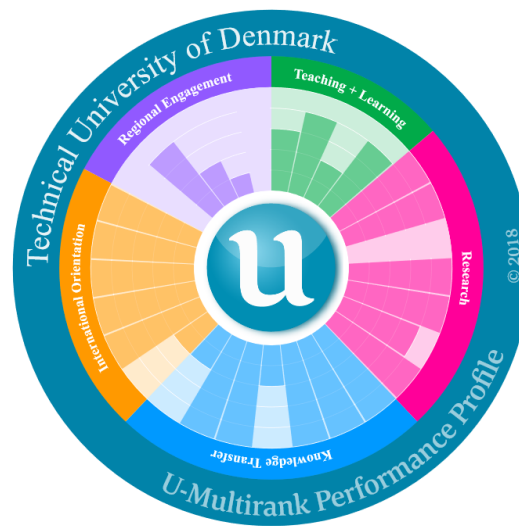 Technical University of Denmark
Regional Engagement
Teaching + Learning
Research
International Orientation
Knowledge Transfer
u
© 2018
U-Multirank Performance Profile